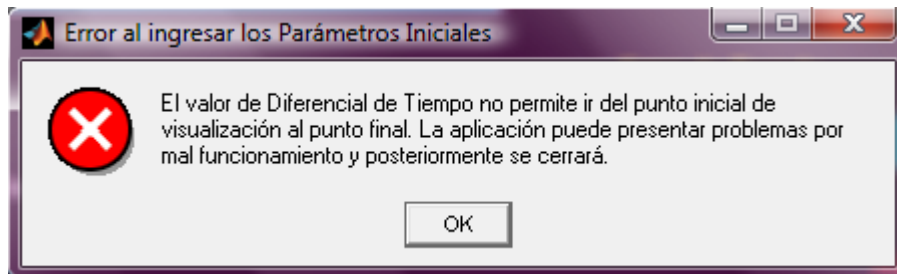 Error al ingresar los Parámetros Iniciales
El valor de Diferencial de Tiempo no permite ir del punto inicial de
visualización al punto final. La aplicación puede presentar problemas por
mal funcionamiento y posteriormente se cerrará.
OK